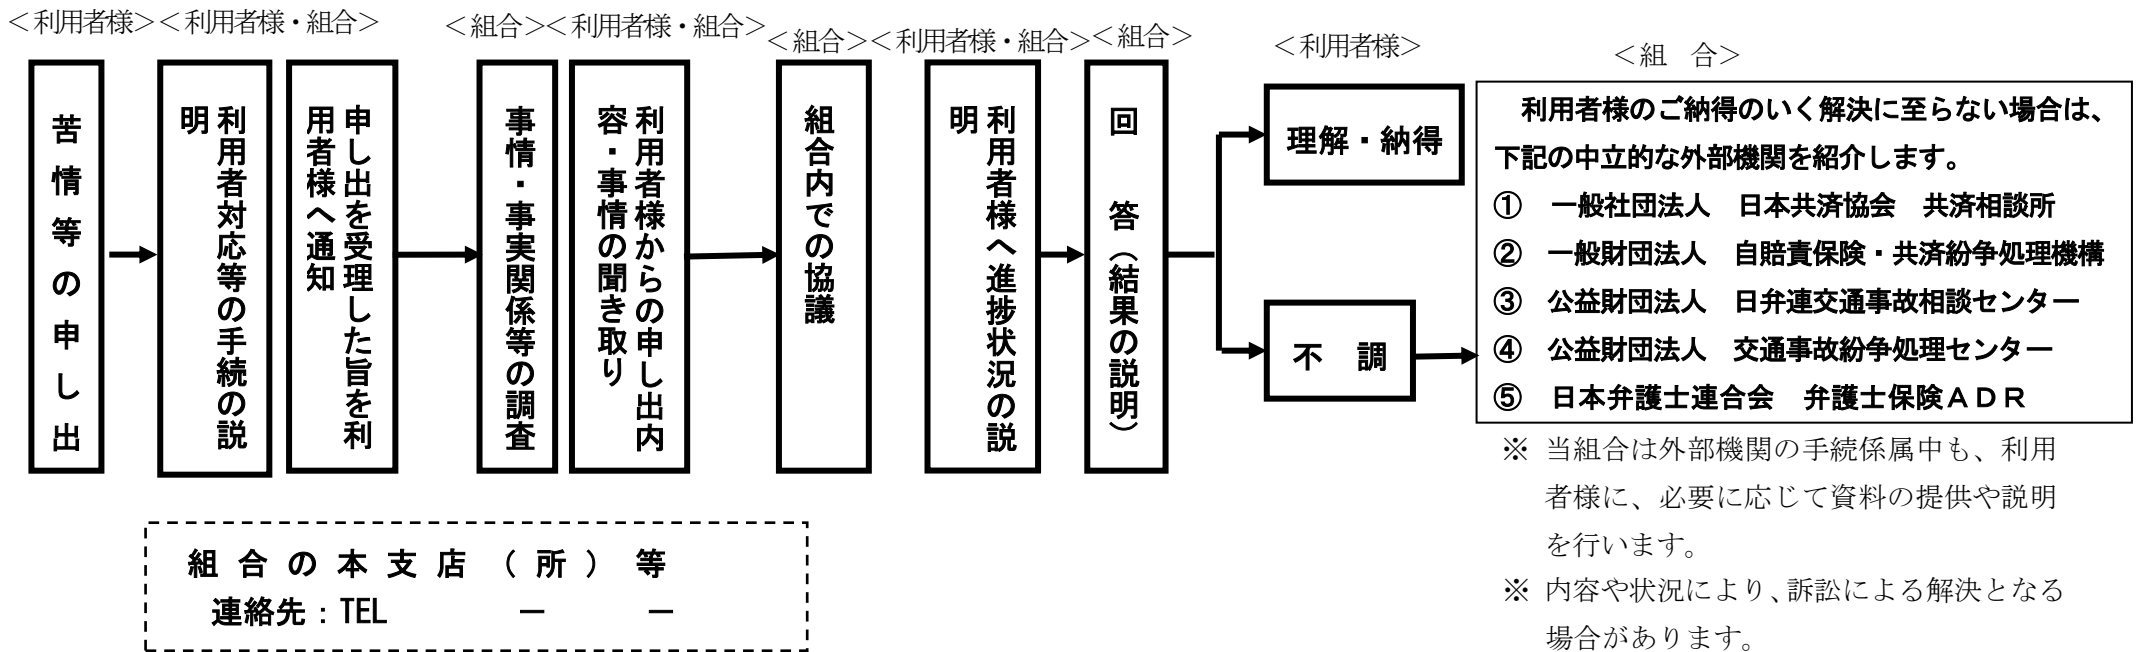 ＜利用者様＞
＜利用者様・組合＞
＜組合＞
＜利用者様・組合＞
＜組合＞
＜利用者様・組合＞
＜組合＞
＜利用者様＞
＜組　合＞
苦情等の申し出
利用者対応等の手続の説
明
申し出を受理した旨を利
用者様へ通知
事情・事実関係等の調査
利用者様からの申し出内
容・事情の聞き取り
組合内での協議
利用者様へ進捗状況の説
明
回　答（結果の説明）
理解・納得
不　調
利用者様のご納得のいく解決に至らない場合は、
下記の中立的な外部機関を紹介します。
①　一般社団法人　日本共済協会　共済相談所
②　一般財団法人　自賠責保険・共済紛争処理機構
③　公益財団法人　日弁連交通事故相談センター
④　公益財団法人　交通事故紛争処理センター
⑤　日本弁護士連合会　弁護士保険ＡＤＲ
※ 当組合は外部機関の手続係属中も、利用
者様に、必要に応じて資料の提供や説明
を行います。
※ 内容や状況により、訴訟による解決となる
場合があります。
組合の本支店（所）等
連絡先：TEL　　　－　　　－